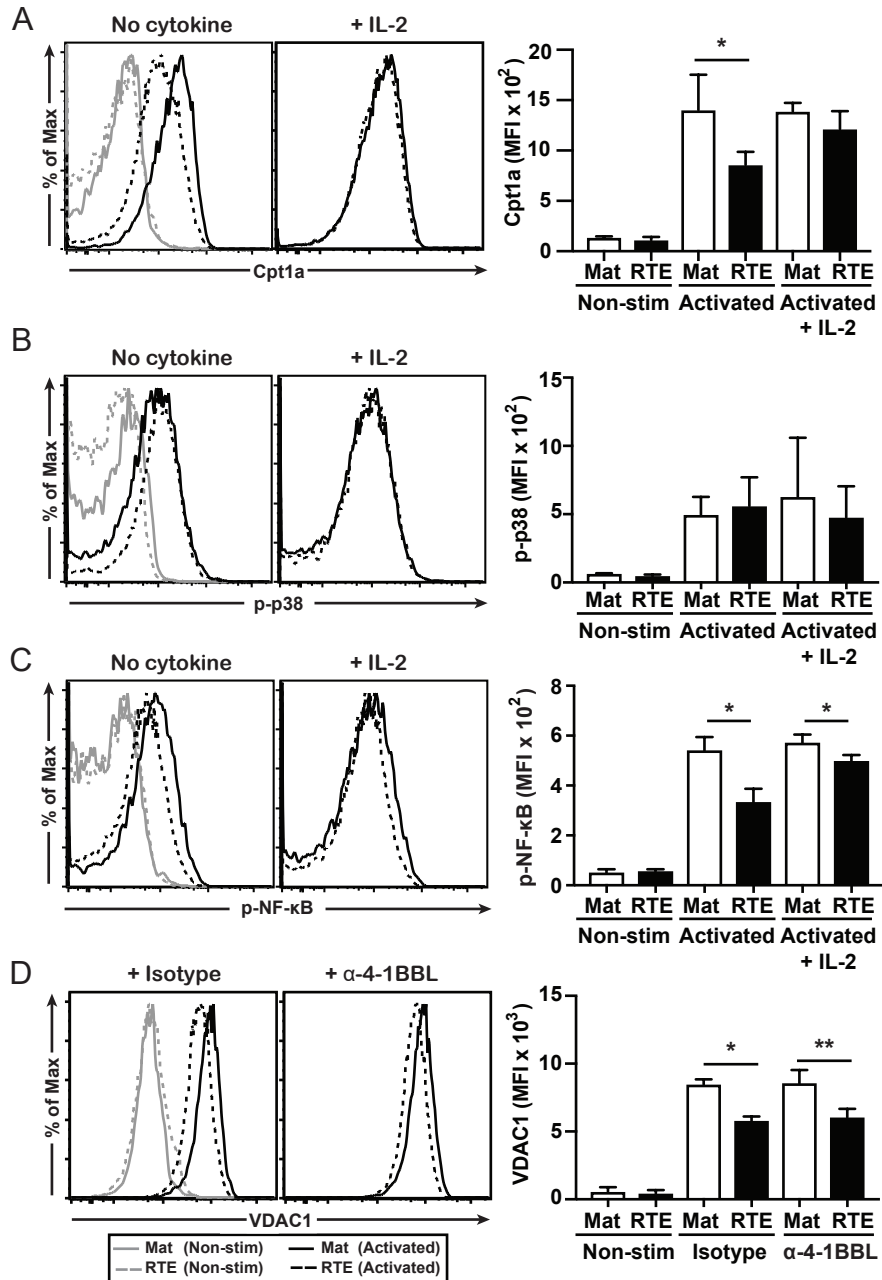 A
No cytokine
+ IL-2
% of Max
Cpt1a
Cpt1a (MFI x 10²)
20
15
10
5
0
*
Mat RTE Mat RTE Mat RTE
Non-stim Activated Activated
+ IL-2
B
No cytokine
+ IL-2
% of Max
p-p38
p-p38 (MFI x 10²)
15
10
5
0
Mat RTE Mat RTE Mat RTE
Non-stim Activated Activated
+ IL-2
C
No cytokine
+ IL-2
% of Max
p-NF-κB
p-NF-κB (MFI x 10²)
8
6
4
2
0
* *
Mat RTE Mat RTE Mat RTE
Non-stim Activated Activated
+ IL-2
D
+ Isotype
+ α-4-1BBL
% of Max
VDAC1
Mat (Non-stim) Mat (Activated)
RTE (Non-stim) RTE (Activated)
VDAC1 (MFI x 10³)
15
10
5
0
* **
Mat RTE Mat RTE Mat RTE
Non-stim Isotype α-4-1BBL